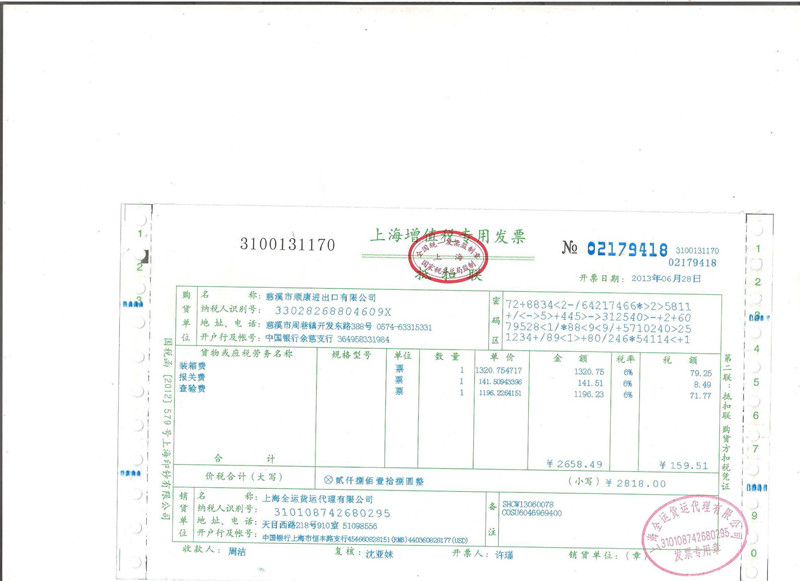 3100131170
上海增值税专用发票
抵扣联
全国统一发票监制章
上海
国家税务总局监制
№ 02179418
3100131170
02179418
开票日期：2013年06月28日
购货单位
名称：慈溪市顺康进出口有限公司
纳税人识别号：33028268804609X
地址、电话：慈溪市周巷镇开发东路388号 0574-63315331
开户行及帐号：中国银行余慈支行 364958331984
密码区
72+8834<2-/64217466*>2>5811
+/<->5>+445>->312540>-+2+60
79528<1/*88<9<9/+5710240>25
1234+/89<1>+80/246*54114<+1
货物或应税劳务名称 规格型号 单位 数量 单价 金额 税率 税额
装箱费 票 1 1320.754717 1320.75 6% 79.25
报关费 票 1 141.50943396 141.51 6% 8.49
查验费 票 1 1196.2264151 1196.23 6% 71.77
合计 ￥2658.49 ￥159.51
价税合计（大写） ⊗贰仟捌佰壹拾捌圆整 （小写）￥2818.00
销货单位
名称：上海全运货运代理有限公司
纳税人识别号：310108742680295
地址、电话：天目西路218号910室 51098556
开户行及帐号：中国银行上海市恒丰路支行454660828151(RMB)440360828177(USD)
备注
SHCW13060078
COSU6046969400
收款人：周洁 复核：沈亚妹 开票人：许瑾 销货单位：（章）
上海全运货运代理有限公司
310108742680295
发票专用章
第二联：抵扣联 购货方扣税凭证
国税函〔2012〕579号上海印钞有限公司